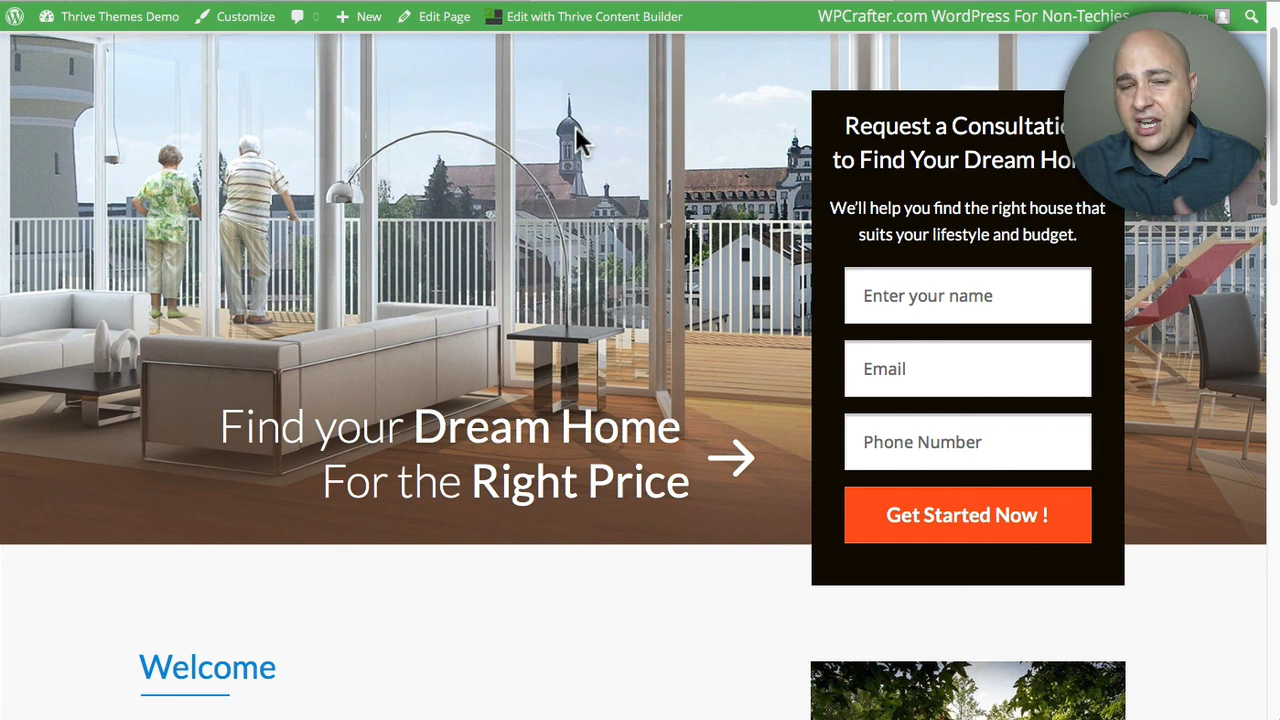 Thrive Themes Demo Customize 0 New Edit Page Edit with Thrive Content Builder WPCrafter.com WordPress For Non-Techies
Request a Consultatio
to Find Your Dream Ho
We'll help you find the right house that
suits your lifestyle and budget.
Enter your name
Email
Phone Number
Get Started Now !
Find your Dream Home
For the Right Price
Welcome